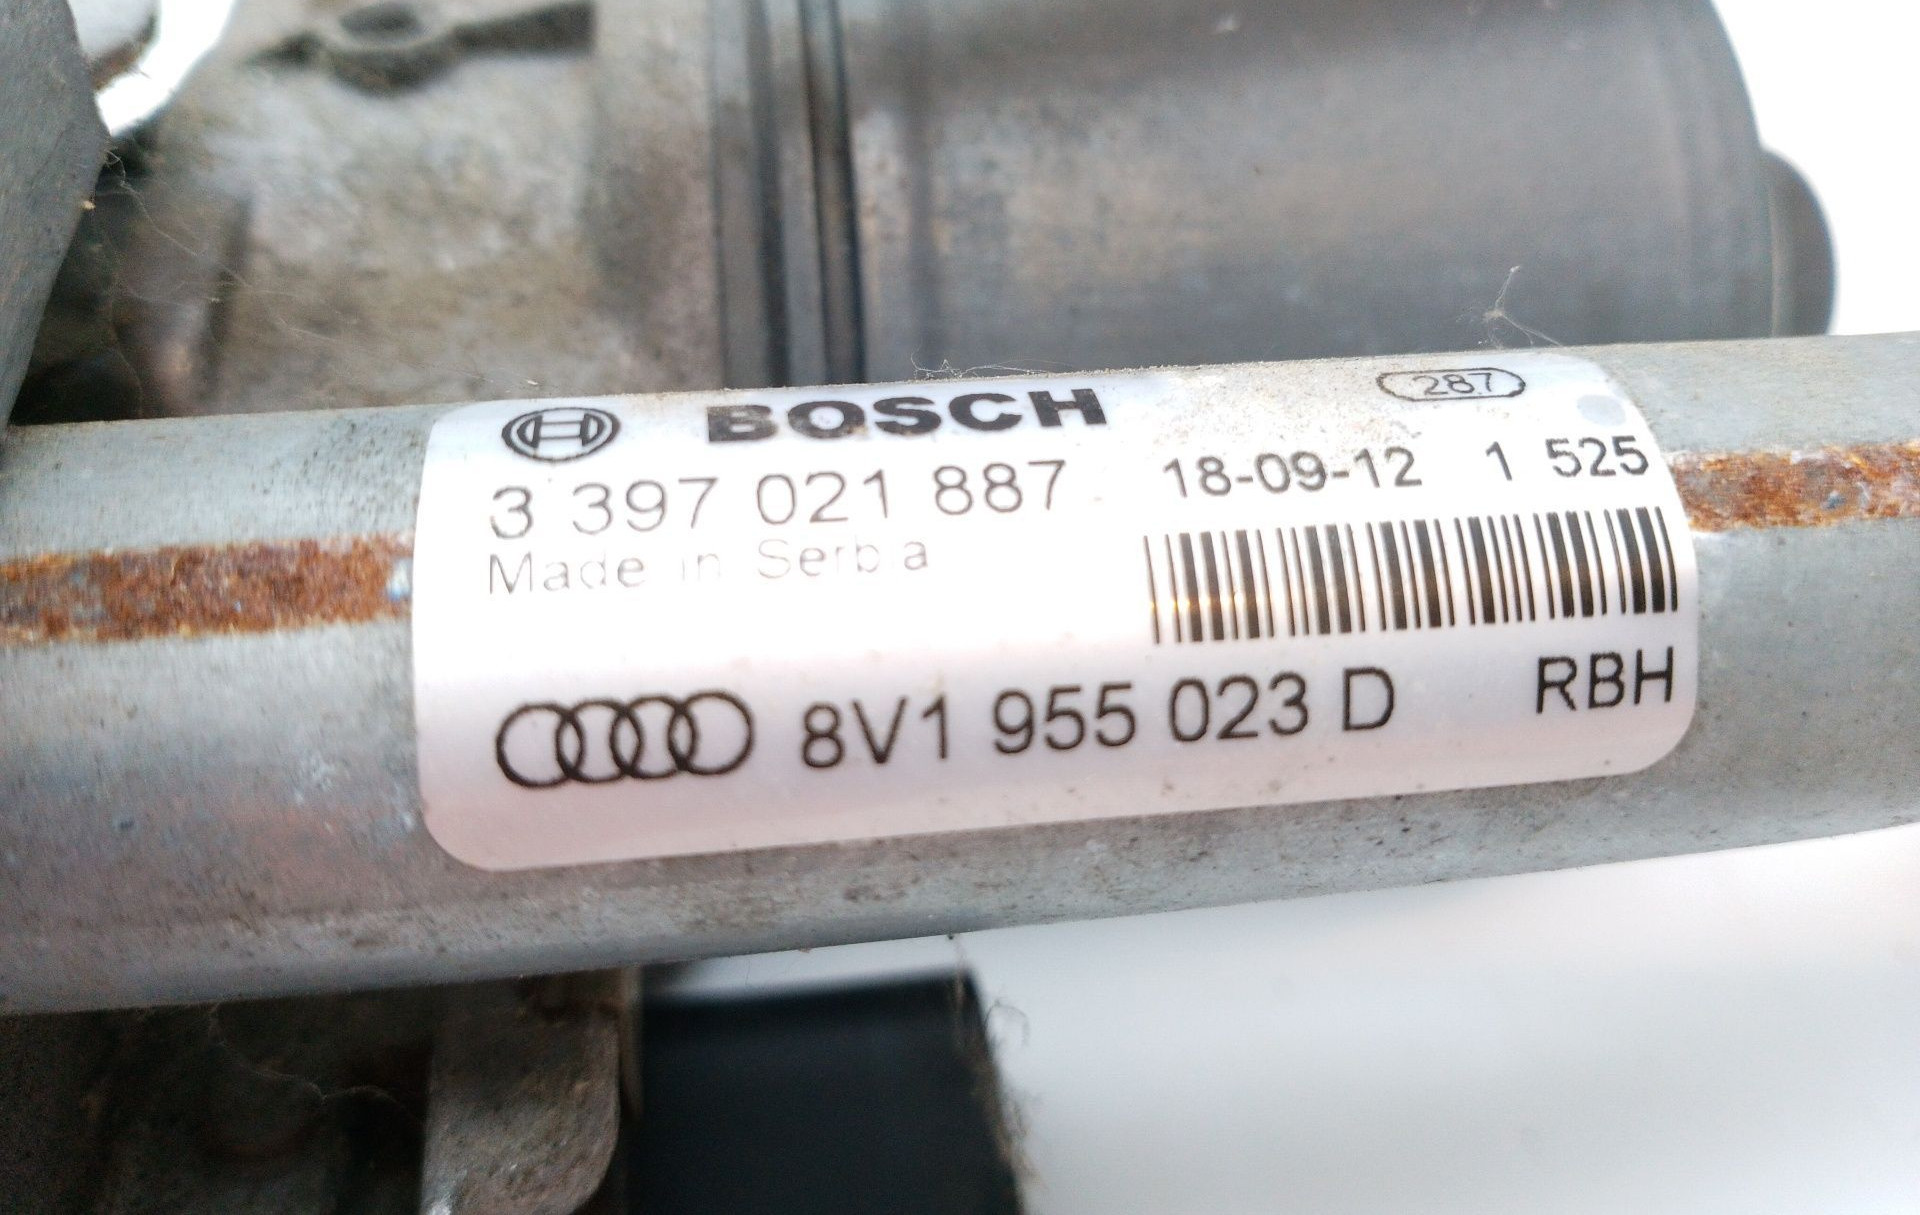 BOSCH 287
3 397 021 887 18-09-12 1 525
Made in Serbia
8V1 955 023 D RBH